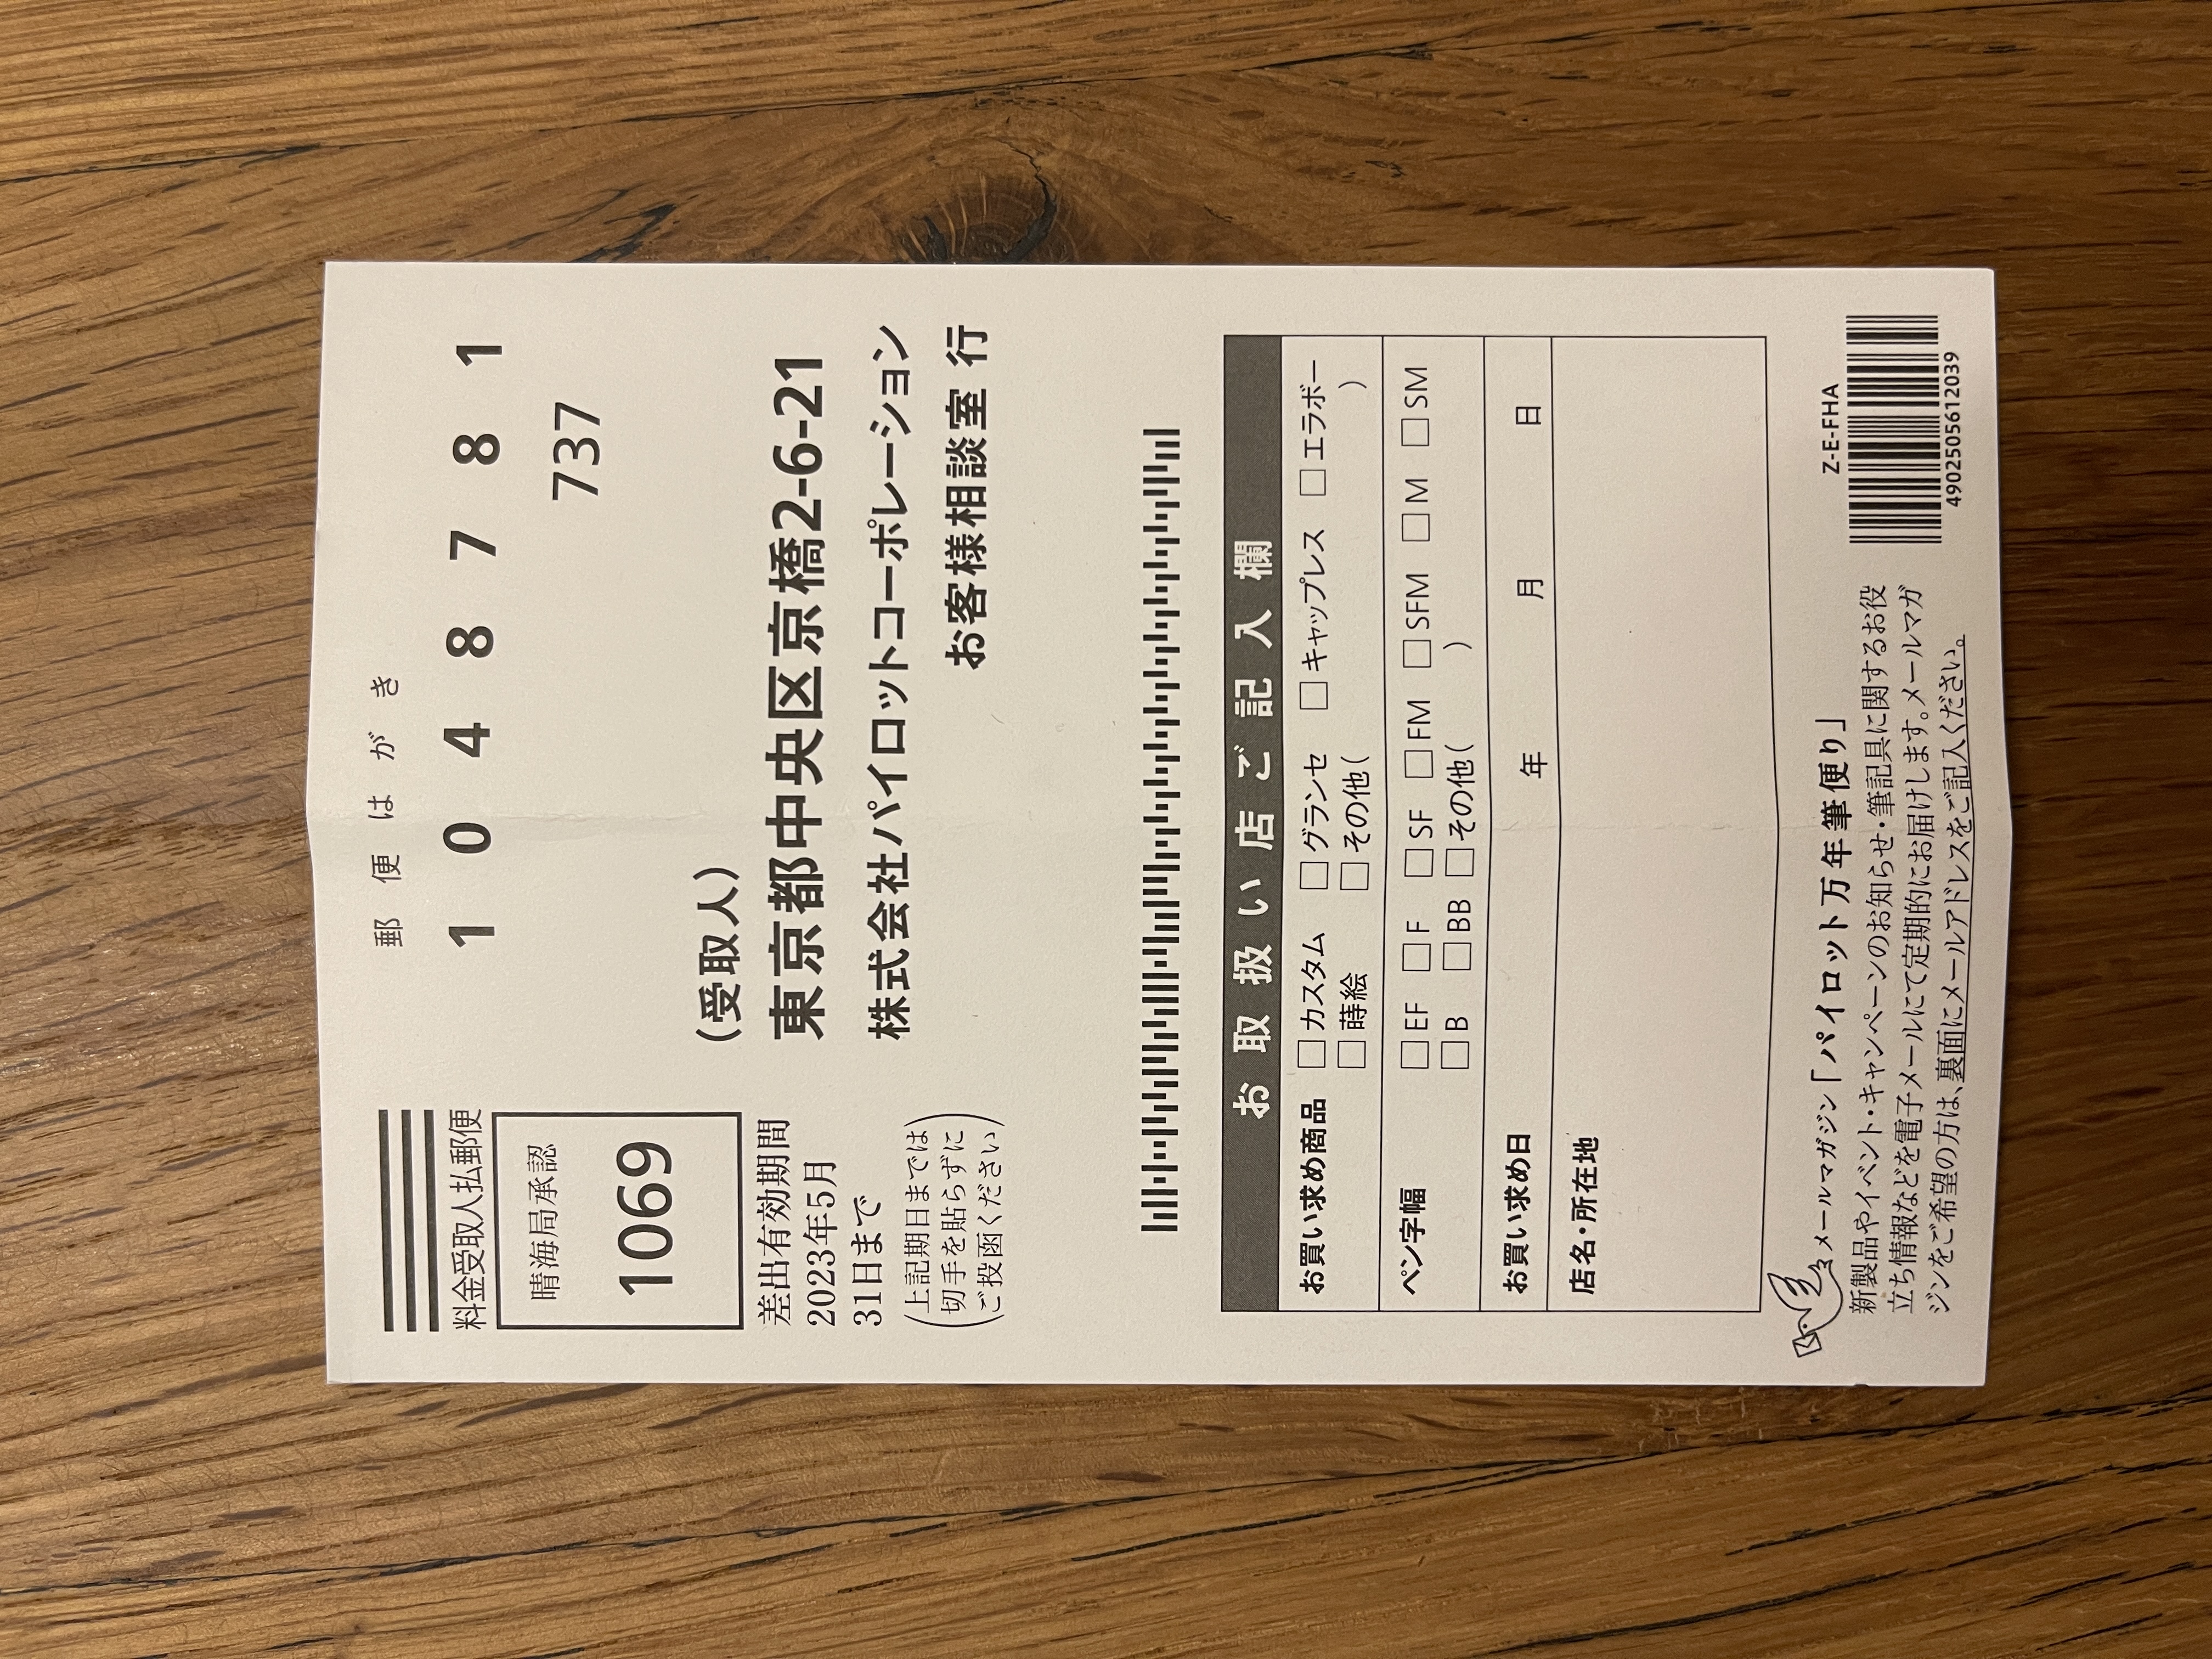 郵便はがき
1 0 4 8 7 8 1
737
料金受取人払郵便
晴海局承認
1069
差出有効期間
2023年5月
31日まで
(上記期日までは
切手を貼らずに
ご投函ください)
(受取人)
東京都中央区京橋2-6-21
株式会社パイロットコーポレーション
お客様相談室 行
お取扱い店ご記入欄
お買い求め商品 □カスタム □グランセ □キャップレス □エラボー
□蒔絵 □その他( )
ペン字幅 □EF □F □SF □FM □SFM □M □SM
□B □BB □その他( )
お買い求め日 年 月 日
店名・所在地
メールマガジン「パイロット万年筆便り」
新製品やイベント・キャンペーンのお知らせ・筆記具に関するお役
立ち情報などを電子メールにて定期的にお届けします。メールマガ
ジンをご希望の方は、裏面にメールアドレスをご記入ください。
Z-E-FHA
4902505612039